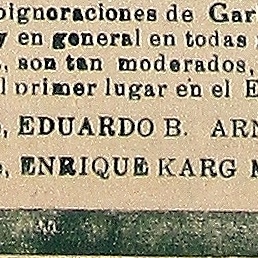 pignoraciones de Gar
y en general en todas
, son tan moderados,
l primer lugar en el E
, EDUARDO B. ARN
, ENRIQUE KARG